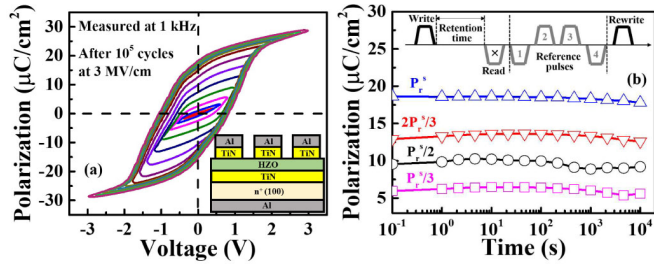 Polarization (μC/cm²)
30
20
10
0
-10
-20
-30
Measured at 1 kHz
After 10⁵ cycles
at 3 MV/cm
(a)
Al Al Al
TiN TiN TiN
HZO
TiN
n⁺ (100)
Al
-3 -2 -1 0 1 2 3
Voltage (V)
Polarization (μC/cm²)
28
25
20
15
10
5
0
Write Retention time Read × 1 2 3 4 Reference pulses Rewrite
(b)
Pᵣˢ
2Pᵣˢ/3
Pᵣˢ/2
Pᵣˢ/3
10⁻¹ 10⁰ 10¹ 10² 10³ 10⁴
Time (s)